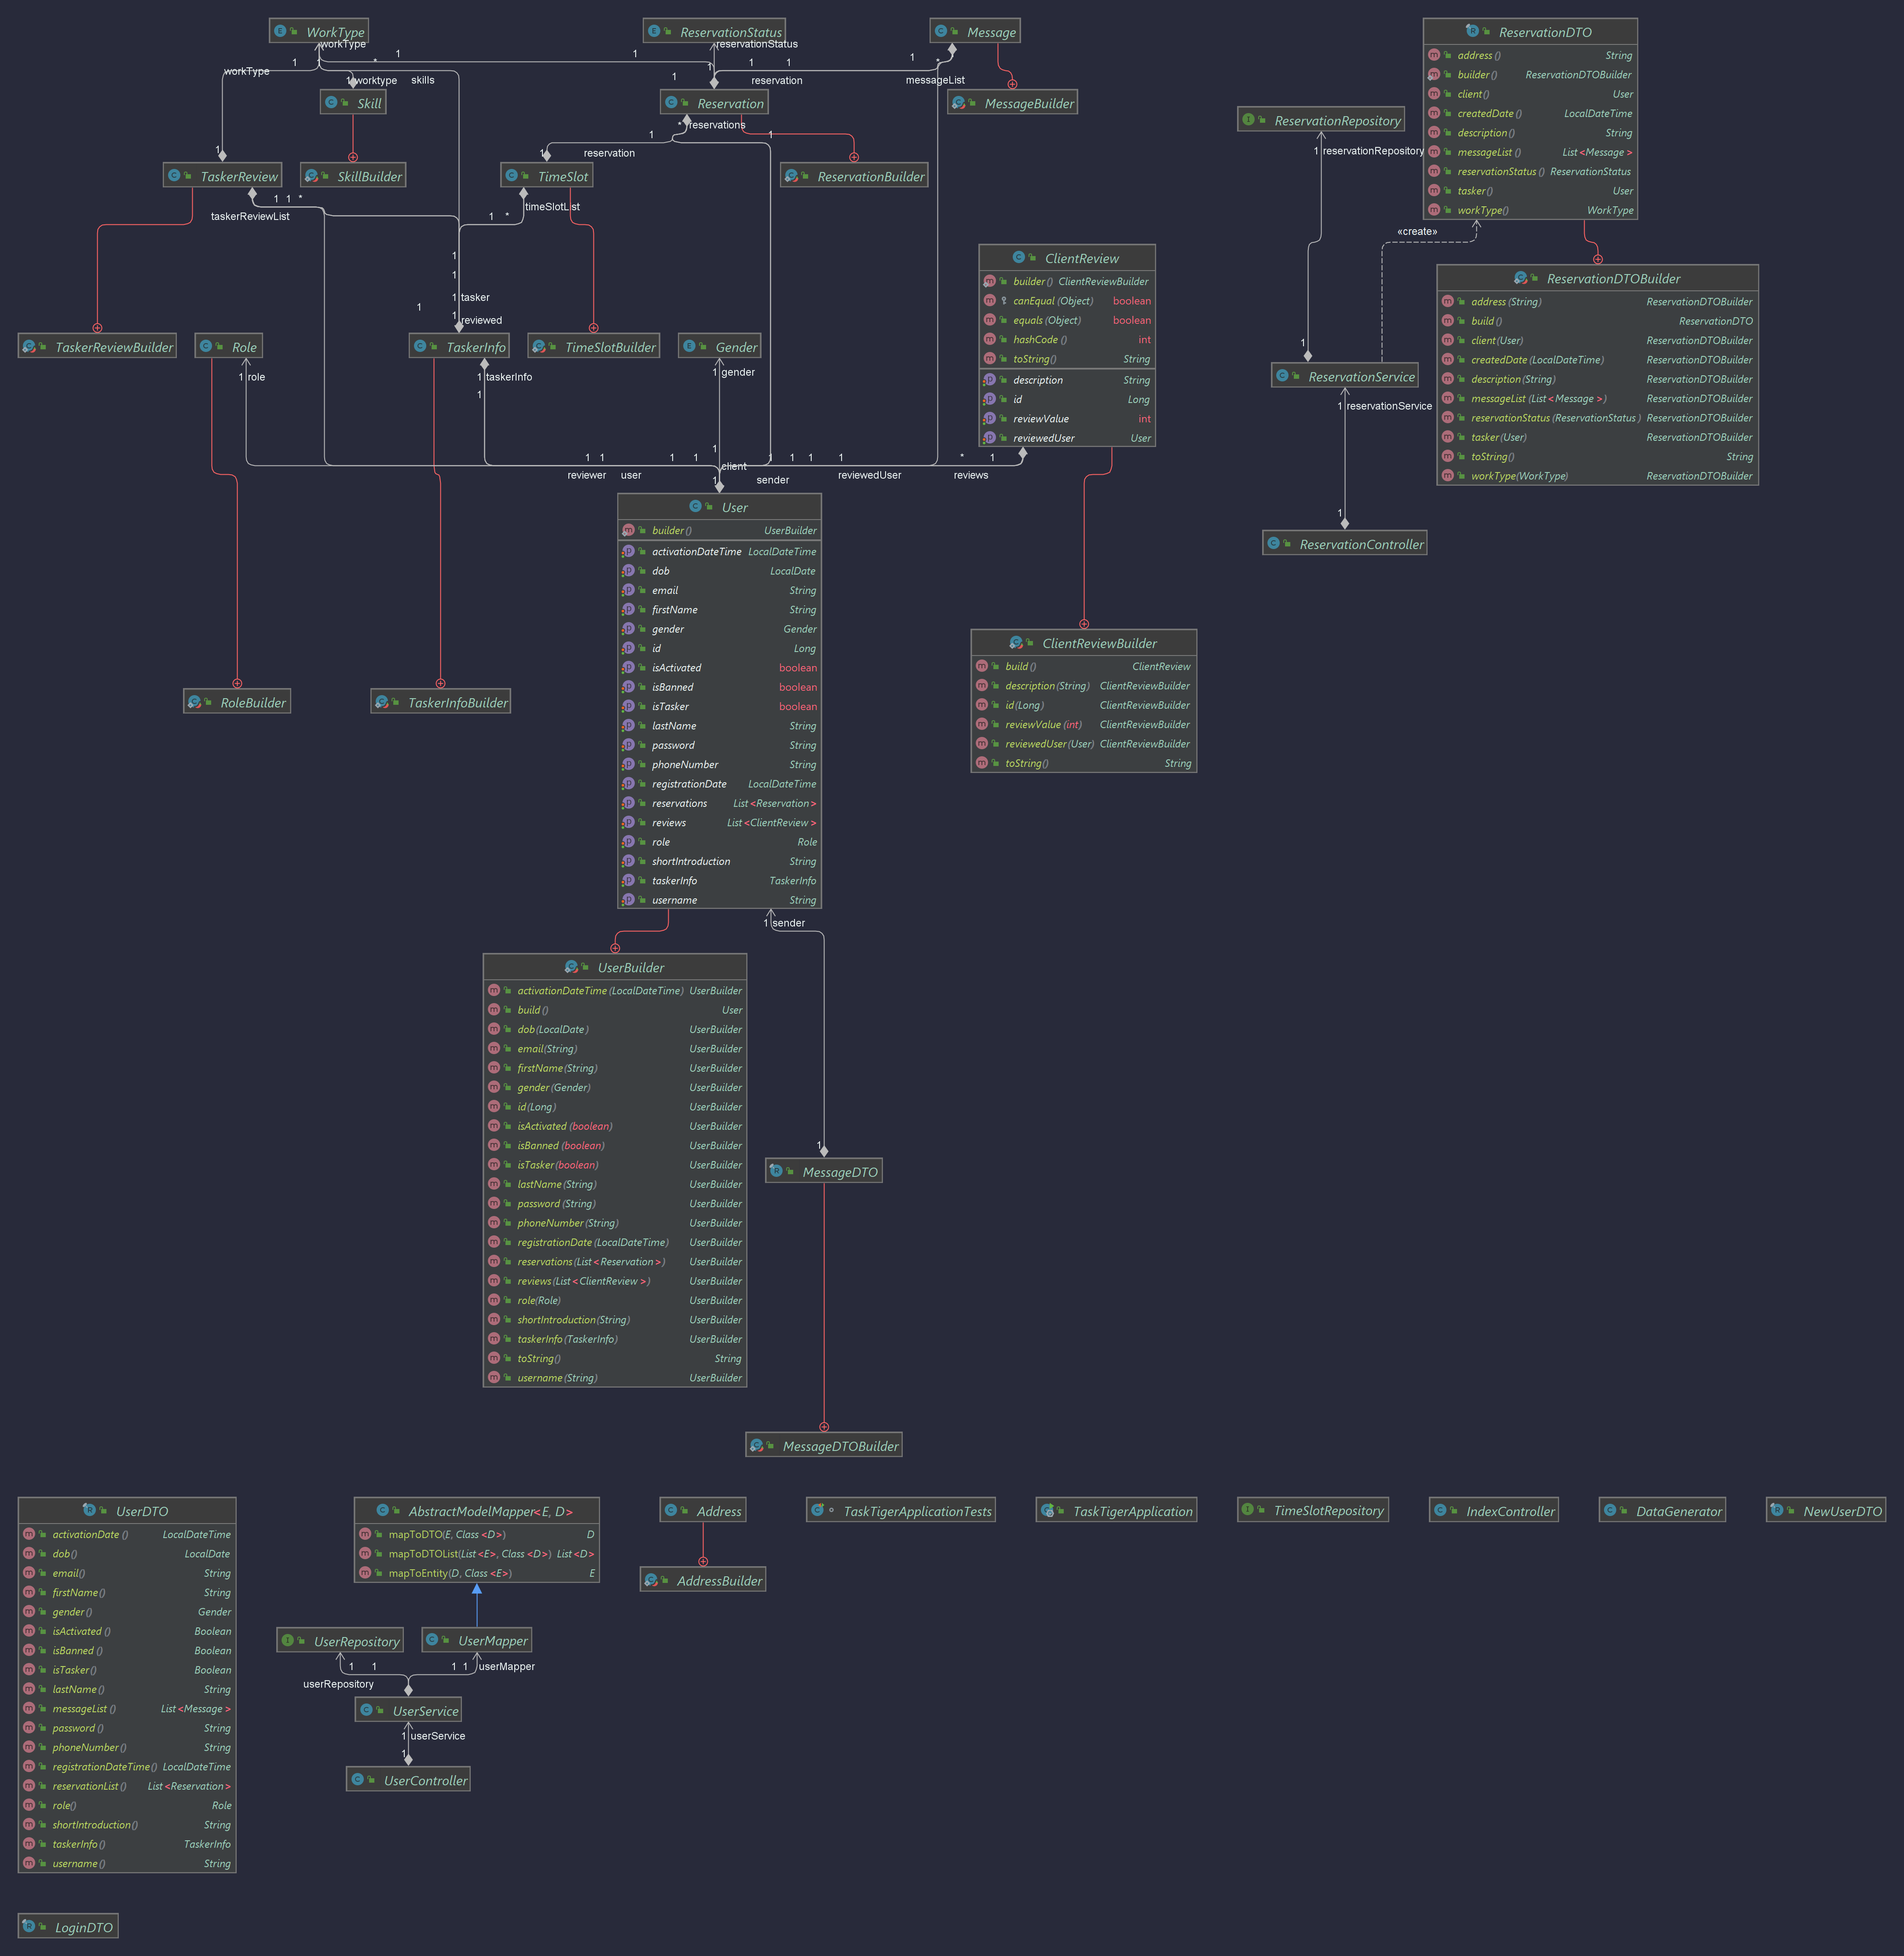 WorkType
ReservationStatus
Message
workType
reservationStatus
1
1
1
*
1
1
1
1
1
*
workType
1
worktype
skills
1
reservation
messageList
Skill
Reservation
MessageBuilder
* reservations
1
1
1
1
reservation
TaskerReview
SkillBuilder
TimeSlot
ReservationBuilder
1 1 *
taskerReviewList
1 *
timeSlotList
1
1
1 tasker
1
1 reviewed
TaskerReviewBuilder
Role
TaskerInfo
TimeSlotBuilder
Gender
1 role
1 taskerInfo
1
1 gender
ClientReview
builder() ClientReviewBuilder
canEqual(Object) boolean
equals(Object) boolean
hashCode() int
toString() String
description String
id Long
reviewValue int
reviewedUser User
1
1 1 1 1 1 1 1 1 * 1
client
reviewer user sender reviewedUser reviews
1
ReservationDTO
address() String
builder() ReservationDTOBuilder
client() User
createdDate() LocalDateTime
description() String
messageList() List<Message>
reservationStatus() ReservationStatus
tasker() User
workType() WorkType
ReservationRepository
1 reservationRepository
«create»
1
ReservationService
1 reservationService
1
ReservationController
ReservationDTOBuilder
address(String) ReservationDTOBuilder
build() ReservationDTO
client(User) ReservationDTOBuilder
createdDate(LocalDateTime) ReservationDTOBuilder
description(String) ReservationDTOBuilder
messageList(List<Message>) ReservationDTOBuilder
reservationStatus(ReservationStatus) ReservationDTOBuilder
tasker(User) ReservationDTOBuilder
toString() String
workType(WorkType) ReservationDTOBuilder
User
builder() UserBuilder
activationDateTime LocalDateTime
dob LocalDate
email String
firstName String
gender Gender
id Long
isActivated boolean
isBanned boolean
isTasker boolean
lastName String
password String
phoneNumber String
registrationDate LocalDateTime
reservations List<Reservation>
reviews List<ClientReview>
role Role
shortIntroduction String
taskerInfo TaskerInfo
username String
RoleBuilder
TaskerInfoBuilder
ClientReviewBuilder
build() ClientReview
description(String) ClientReviewBuilder
id(Long) ClientReviewBuilder
reviewValue(int) ClientReviewBuilder
reviewedUser(User) ClientReviewBuilder
toString() String
1 sender
UserBuilder
activationDateTime(LocalDateTime) UserBuilder
build() User
dob(LocalDate) UserBuilder
email(String) UserBuilder
firstName(String) UserBuilder
gender(Gender) UserBuilder
id(Long) UserBuilder
isActivated(boolean) UserBuilder
isBanned(boolean) UserBuilder
isTasker(boolean) UserBuilder
lastName(String) UserBuilder
password(String) UserBuilder
phoneNumber(String) UserBuilder
registrationDate(LocalDateTime) UserBuilder
reservations(List<Reservation>) UserBuilder
reviews(List<ClientReview>) UserBuilder
role(Role) UserBuilder
shortIntroduction(String) UserBuilder
taskerInfo(TaskerInfo) UserBuilder
toString() String
username(String) UserBuilder
1
MessageDTO
MessageDTOBuilder
UserDTO
activationDate() LocalDateTime
dob() LocalDate
email() String
firstName() String
gender() Gender
isActivated() Boolean
isBanned() Boolean
isTasker() Boolean
lastName() String
messageList() List<Message>
password() String
phoneNumber() String
registrationDateTime() LocalDateTime
reservationList() List<Reservation>
role() Role
shortIntroduction() String
taskerInfo() TaskerInfo
username() String
AbstractModelMapper<E, D>
mapToDTO(E, Class<D>) D
mapToDTOList(List<E>, Class<D>) List<D>
mapToEntity(D, Class<E>) E
UserRepository
UserMapper
1 1 1 1 userMapper
userRepository
UserService
1 userService
1
UserController
Address
AddressBuilder
TaskTigerApplicationTests
TaskTigerApplication
TimeSlotRepository
IndexController
DataGenerator
NewUserDTO
LoginDTO